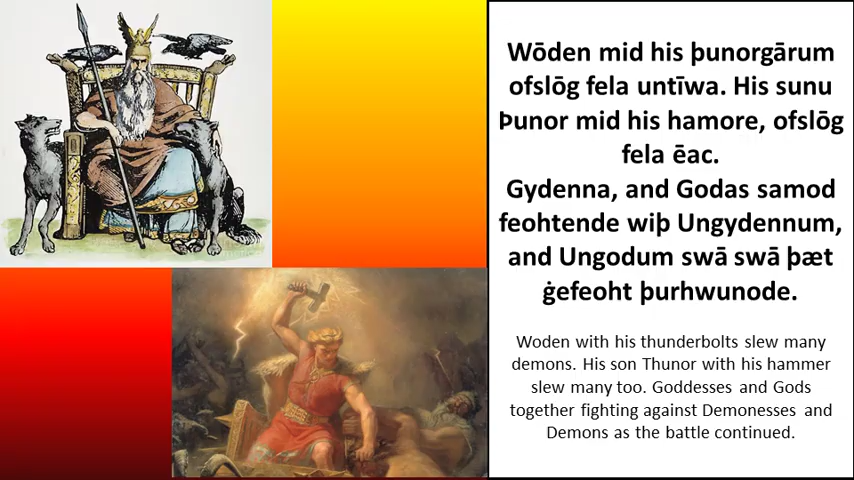 Wōden mid his þunorgārum
ofslōg fela untīwa. His sunu
Þunor mid his hamore, ofslōg
fela ēac.
Gydenna, and Godas samod
feohtende wiþ Ungydennum,
and Ungodum swā swā þæt
ġefeoht þurhwunode.
Woden with his thunderbolts slew many
demons. His son Thunor with his hammer
slew many too. Goddesses and Gods
together fighting against Demonesses and
Demons as the battle continued.